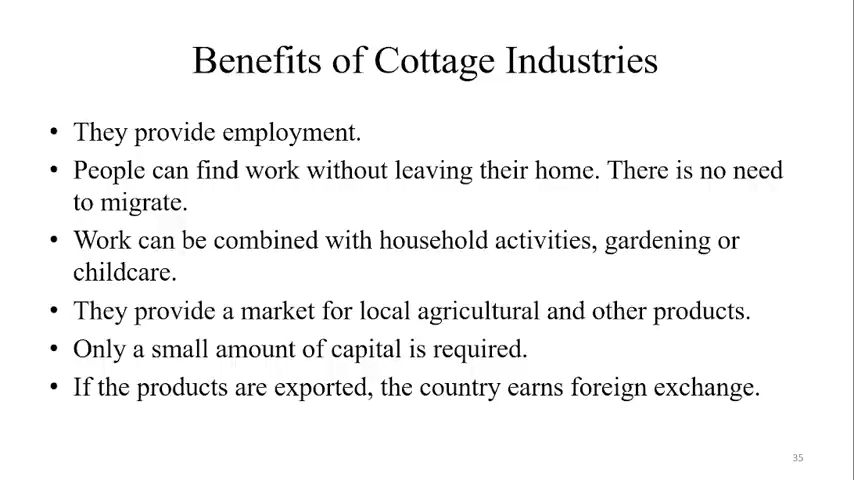 Benefits of Cottage Industries
• They provide employment.
• People can find work without leaving their home. There is no need
to migrate.
• Work can be combined with household activities, gardening or
childcare.
• They provide a market for local agricultural and other products.
• Only a small amount of capital is required.
• If the products are exported, the country earns foreign exchange.
35